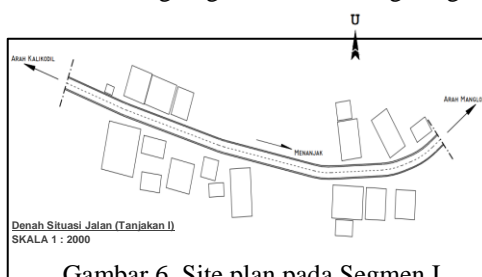 U
ARAH KALIKODIL
ARAH MANGLO
MENANJAK
Denah Situasi Jalan (Tanjakan I)
SKALA 1 : 2000
Gambar 6. Site plan pada Segmen I